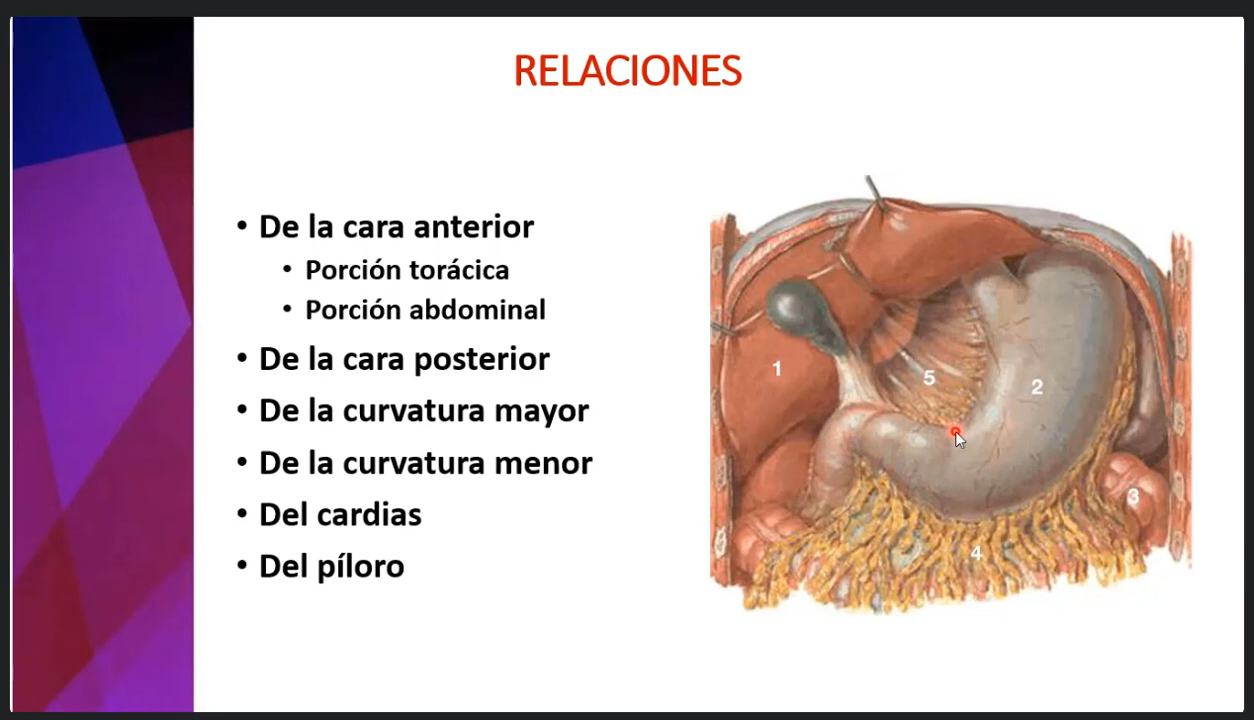 RELACIONES
• De la cara anterior
• Porción torácica
• Porción abdominal
• De la cara posterior
• De la curvatura mayor
• De la curvatura menor
• Del cardias
• Del píloro
1
2
5
3
4